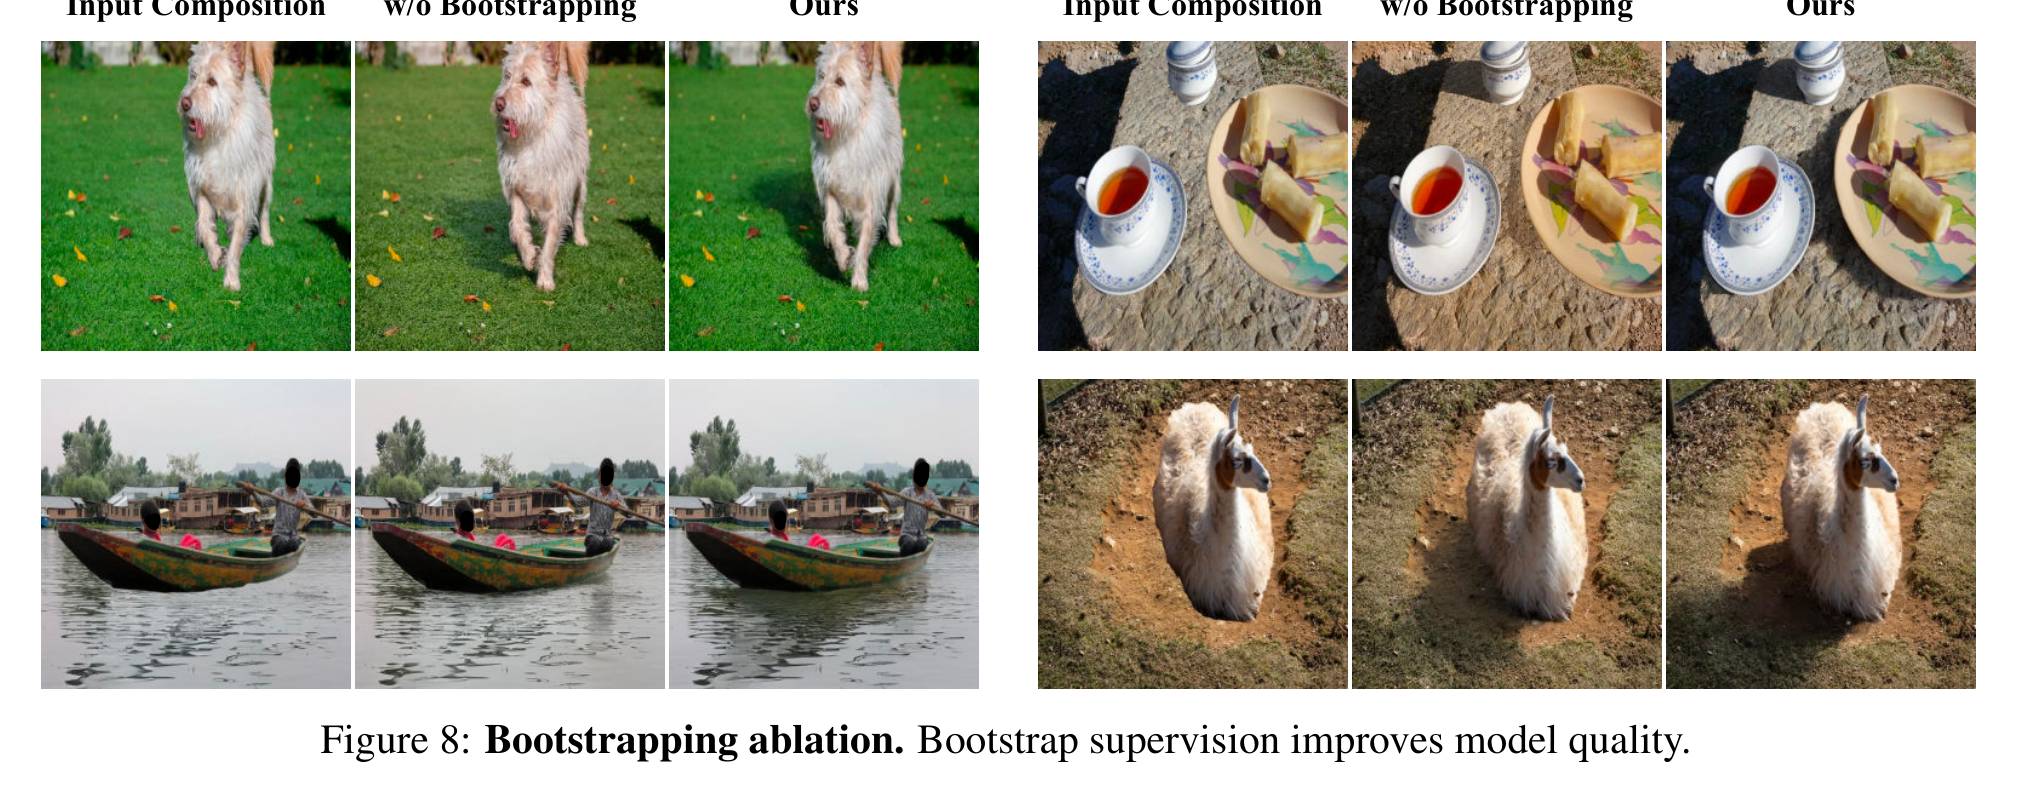 Input Composition w/o Bootstrapping Ours Input Composition w/o Bootstrapping Ours
Figure 8: Bootstrapping ablation. Bootstrap supervision improves model quality.